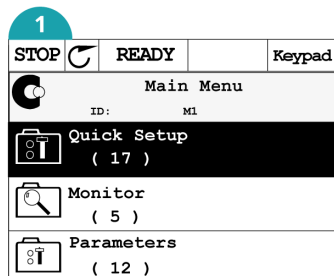 1
STOP READY Keypad
Main Menu
ID: M1
Quick Setup
( 17 )
Monitor
( 5 )
Parameters
( 12 )